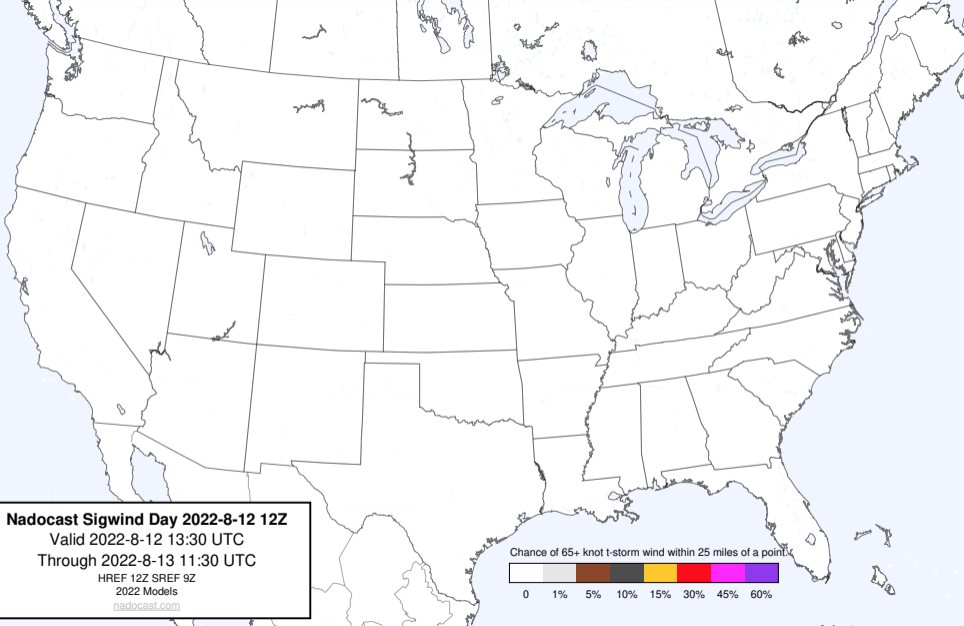 Nadocast Sigwind Day 2022-8-12 12Z
Valid 2022-8-12 13:30 UTC
Through 2022-8-13 11:30 UTC
HREF 12Z SREF 9Z
2022 Models
nadocast.com
Chance of 65+ knot t-storm wind within 25 miles of a point.
0 1% 5% 10% 15% 30% 45% 60%